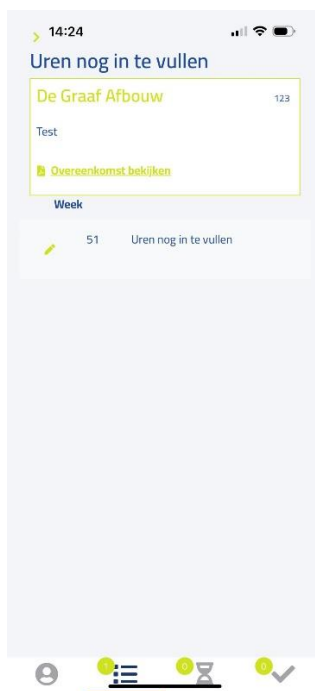 14:24
Uren nog in te vullen
De Graaf Afbouw 123
Test
Overeenkomst bekijken
Week
51 Uren nog in te vullen
1 0 0